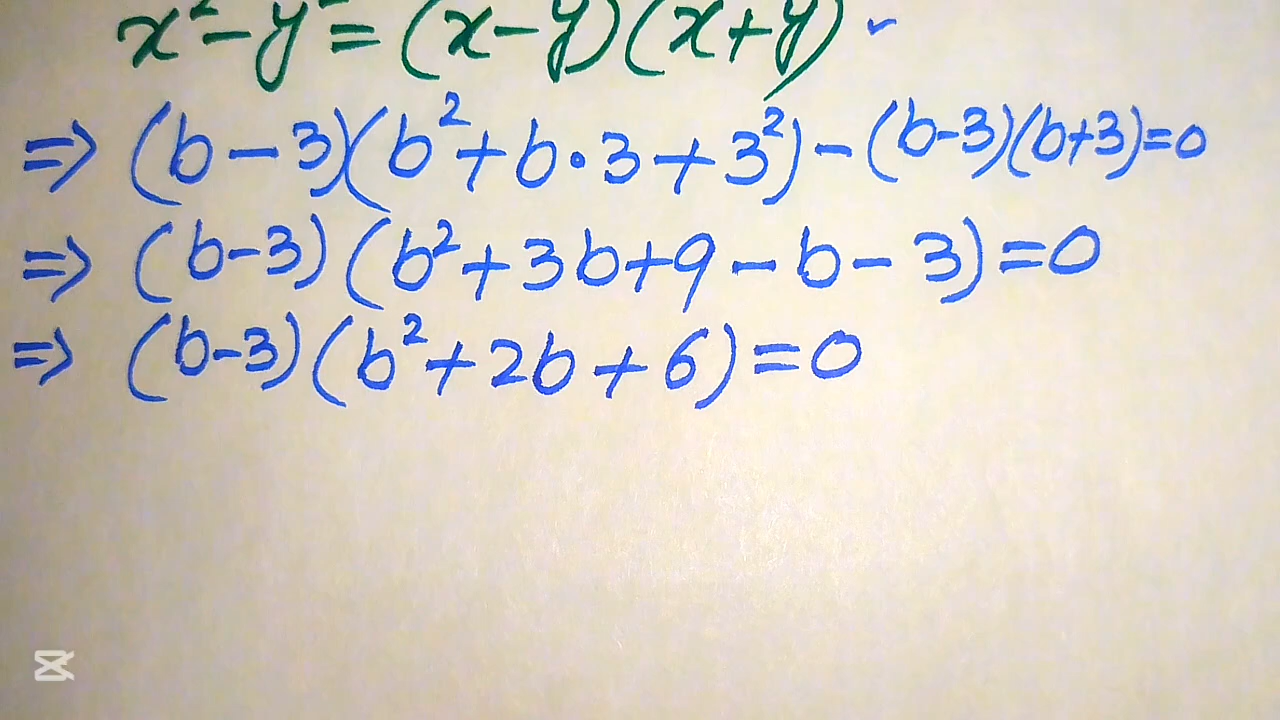 x²-y²=(x-y)(x+y)
⇒ (b-3)(b²+b·3+3²)-(b-3)(b+3)=0
⇒ (b-3)(b²+3b+9-b-3)=0
⇒ (b-3)(b²+2b+6)=0